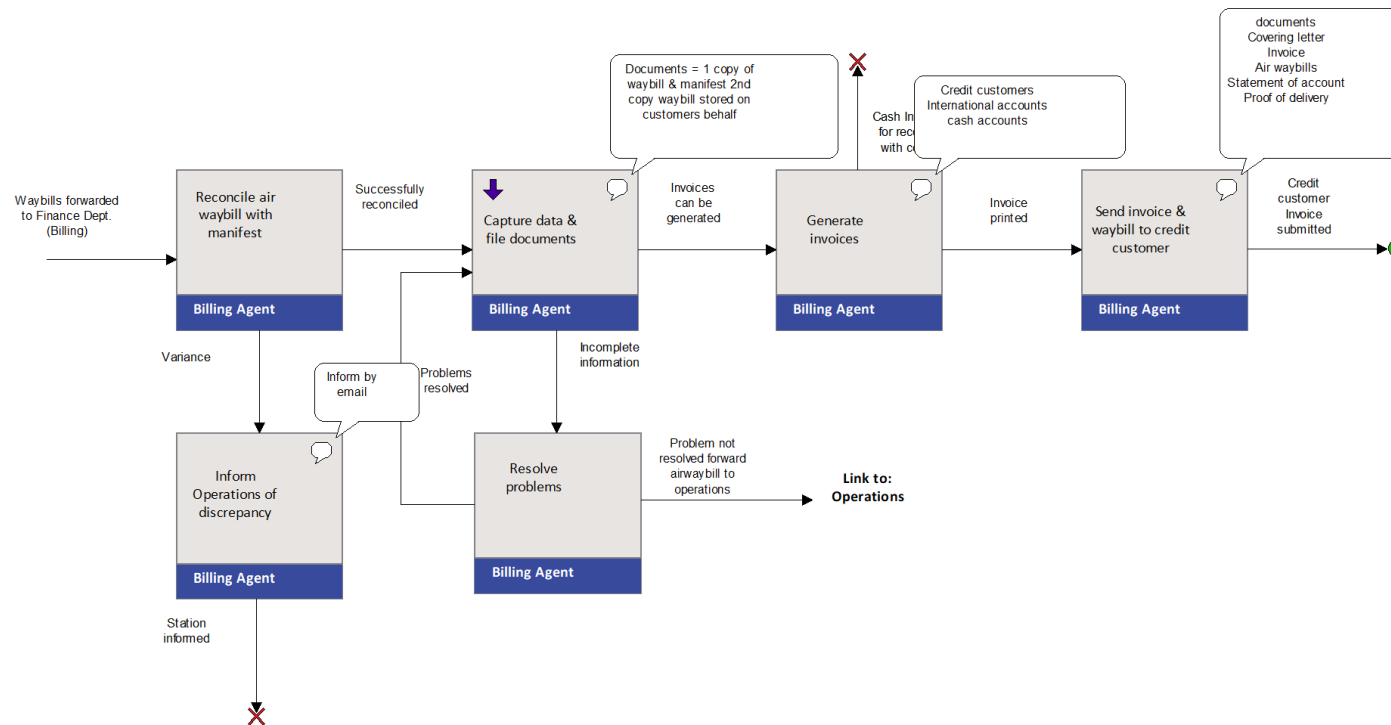 documents
Covering letter
Invoice
Air waybills
Statement of account
Proof of delivery
Documents = 1 copy of
waybill & manifest 2nd
copy waybill stored on
customers behalf
Credit customers
International accounts
cash accounts
Cash
for
with
Waybills forwarded
to Finance Dept.
(Billing)
Reconcile air
waybill with
manifest
Billing Agent
Successfully
reconciled
Capture data &
file documents
Billing Agent
Invoices
can be
generated
Generate
invoices
Billing Agent
Invoice
printed
Send invoice &
waybill to credit
customer
Billing Agent
Credit
customer
Invoice
submitted
Variance
Inform by
email
Problems
resolved
Incomplete
information
Inform
Operations of
discrepancy
Billing Agent
Resolve
problems
Billing Agent
Problem not
resolved forward
airwaybill to
operations
Link to:
Operations
Station
informed